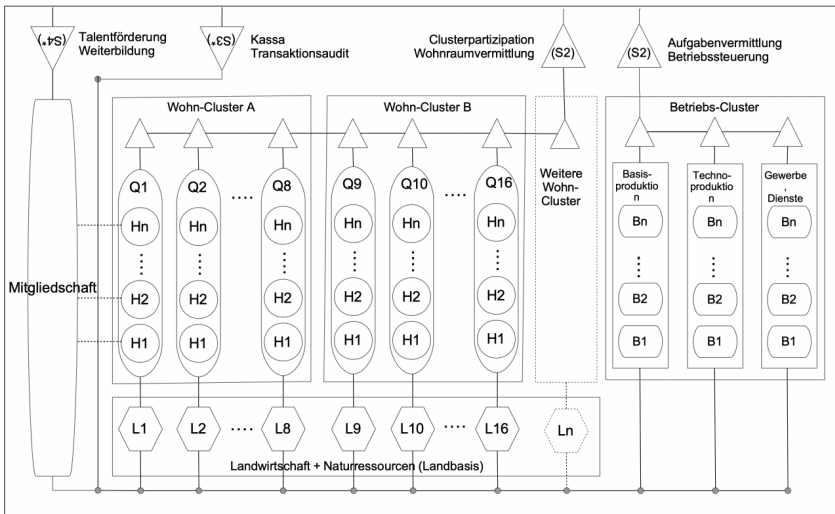 (S4*)
Talentförderung
Weiterbildung
(S3*)
Kassa
Transaktionsaudit
Clusterpartizipation
Wohnraumvermittlung
(S2)
(S2)
Aufgabenvermittlung
Betriebssteuerung
Wohn-Cluster A
Wohn-Cluster B
Betriebs-Cluster
Q1
Q2
....
Q8
Q9
Q10
....
Q16
Weitere
Wohn-
Cluster
Basis-
produktio
n
Techno-
produktio
n
Gewerbe
,
Dienste
Hn
Hn
Hn
Hn
Hn
Hn
Bn
Bn
Bn
Mitgliedschaft
H2
H2
H2
H2
H2
H2
B2
B2
B2
H1
H1
H1
H1
H1
H1
B1
B1
B1
L1
L2
....
L8
L9
L10
....
L16
Ln
Landwirtschaft + Naturressourcen (Landbasis)